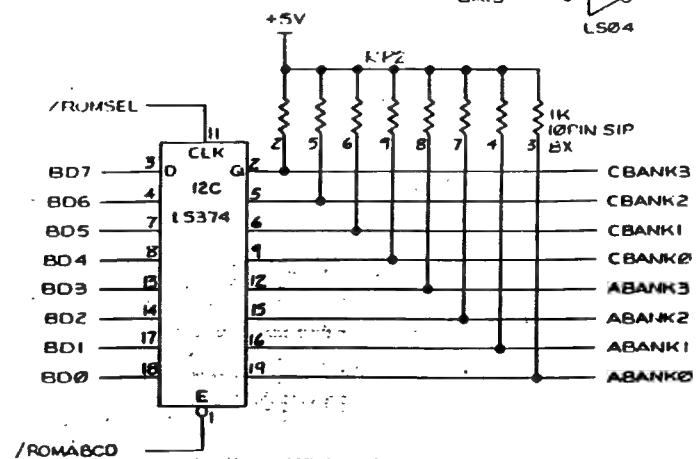 LS04
+5V
RP2
/ROMSEL
11
CLK
1K
10PIN SIP
8X
2 5 6 9 8 7 4 3
BD7 3 D Q 2 CBANK3
BD6 4 12C 5 CBANK2
BD5 7 LS374 6 CBANK1
BD4 8 9 CBANK0
BD3 13 12 ABANK3
BD2 14 15 ABANK2
BD1 17 16 ABANK1
BD0 18 19 ABANK0
E
1
/ROMABCD